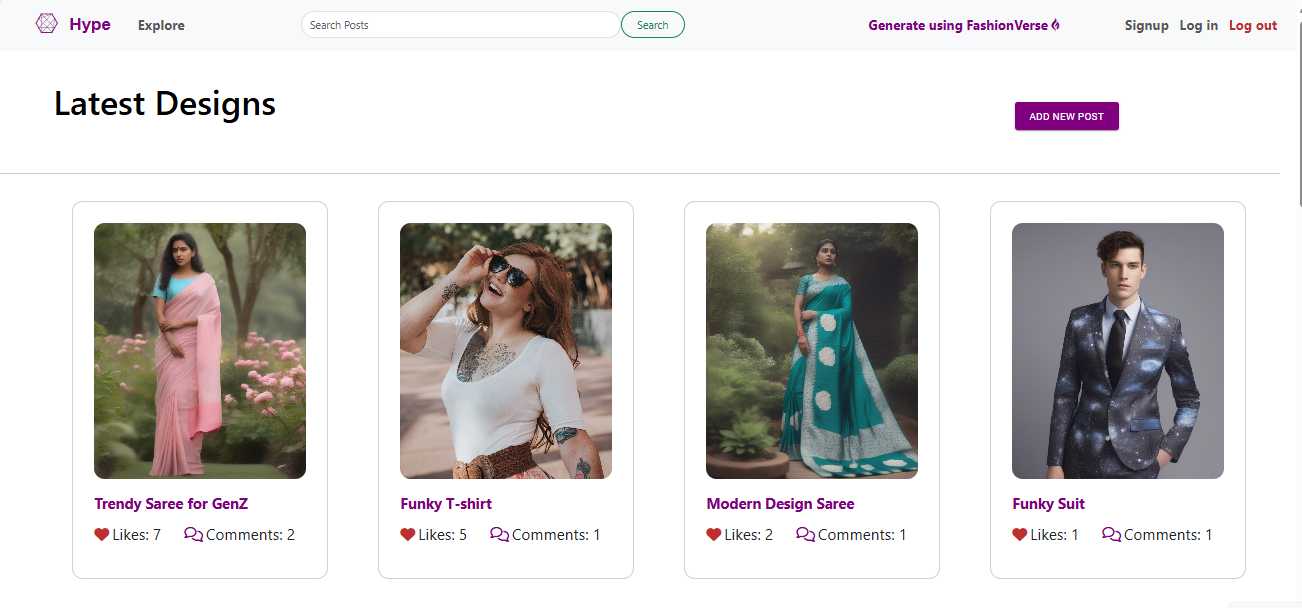 Hype Explore Search Posts Search Generate using FashionVerse Signup Log in Log out
Latest Designs
ADD NEW POST
Trendy Saree for GenZ Funky T-shirt Modern Design Saree Funky Suit
Likes: 7 Comments: 2 Likes: 5 Comments: 1 Likes: 2 Comments: 1 Likes: 1 Comments: 1